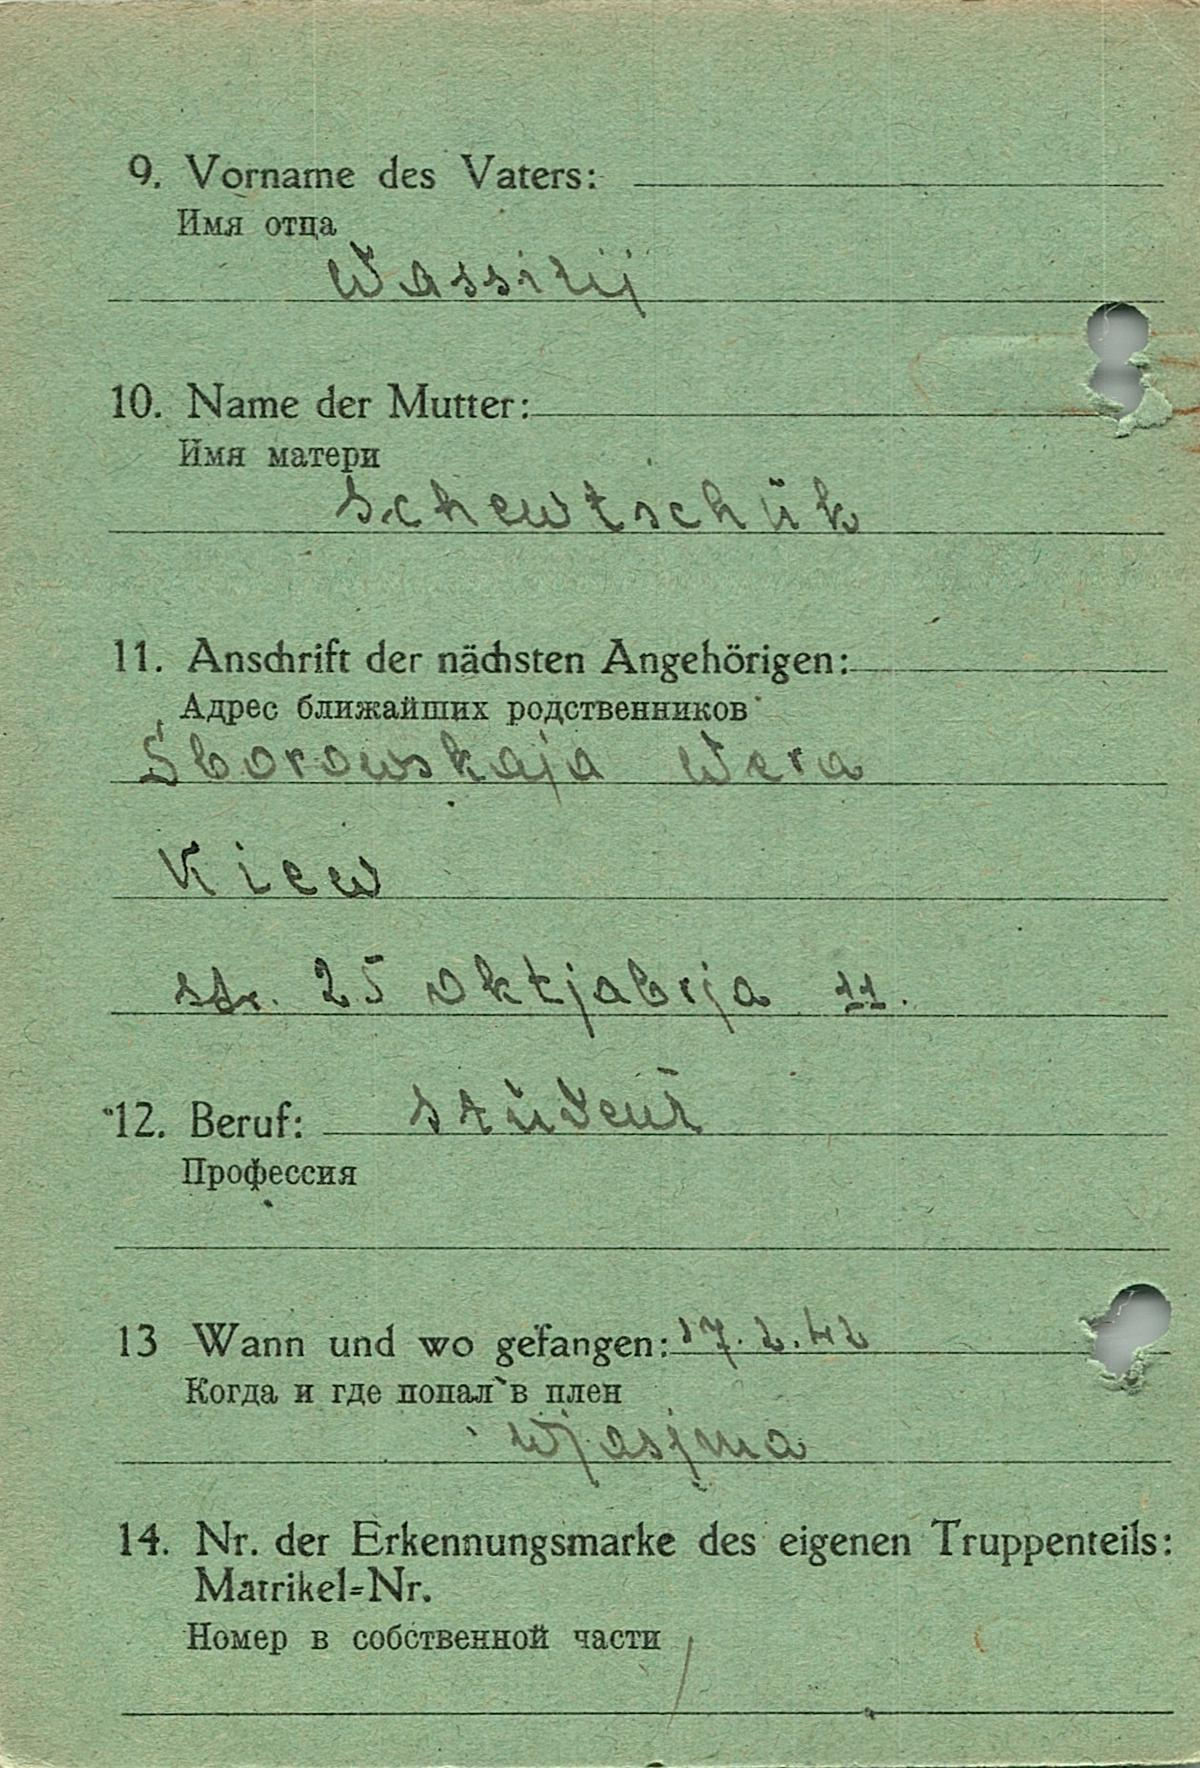 9. Vorname des Vaters:
Имя отца
Wassilij
10. Name der Mutter:
Имя матери
Schewtschŭk
11. Anschrift der nächsten Angehörigen:
Адрес ближайших родственников
Sborowskaja Wera
Kiew
str. 25 Oktjabrja 11.
12. Beruf: Stŭdent
Профессия
13 Wann und wo gefangen: 17.2.42
Когда и где попал в плен
Wjasjma
14. Nr. der Erkennungsmarke des eigenen Truppenteils:
Matrikel=Nr.
Номер в собственной части
/